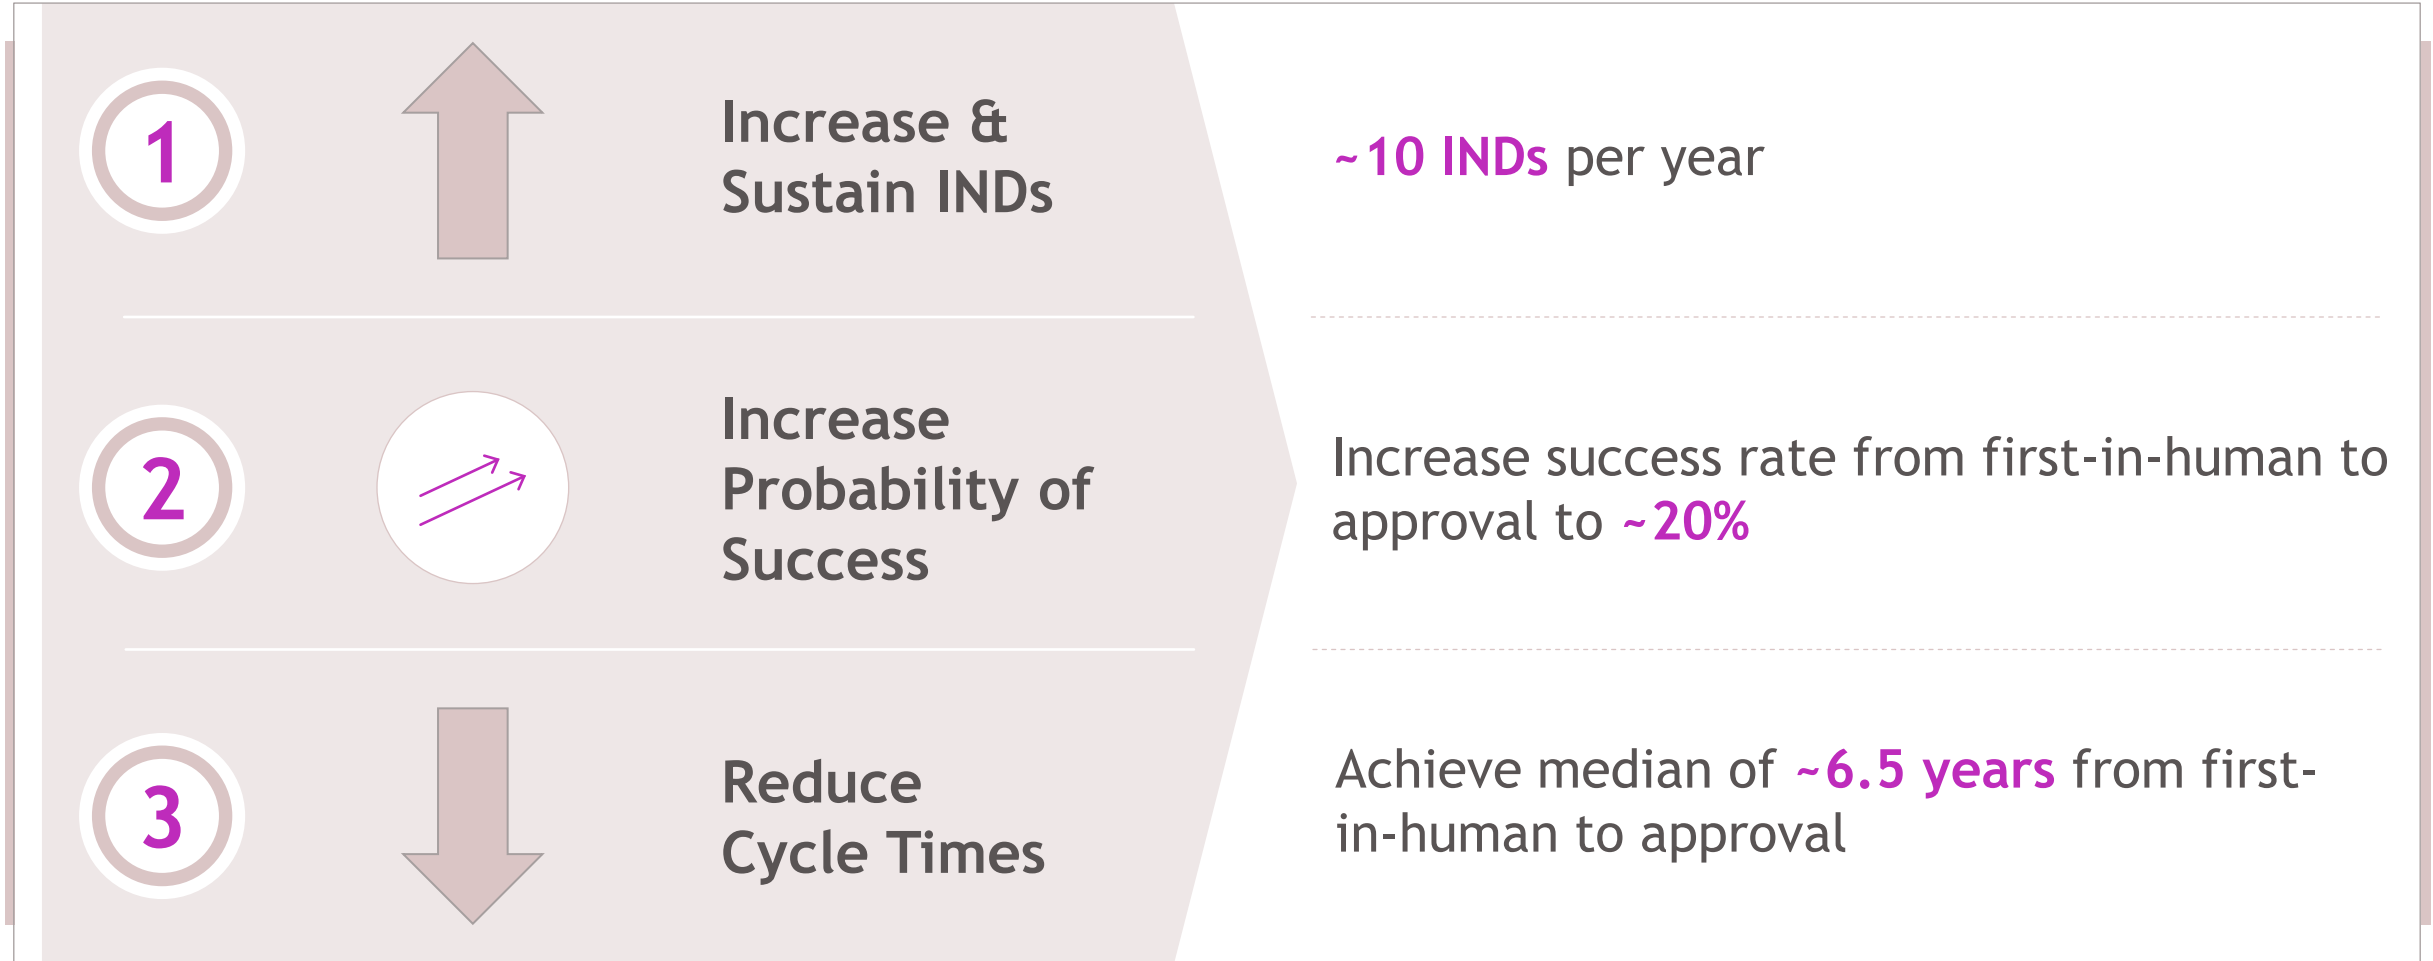 1
Increase &
Sustain INDs
~10 INDs per year
2
Increase
Probability of
Success
Increase success rate from first-in-human to
approval to ~20%
3
Reduce
Cycle Times
Achieve median of ~6.5 years from first-
in-human to approval